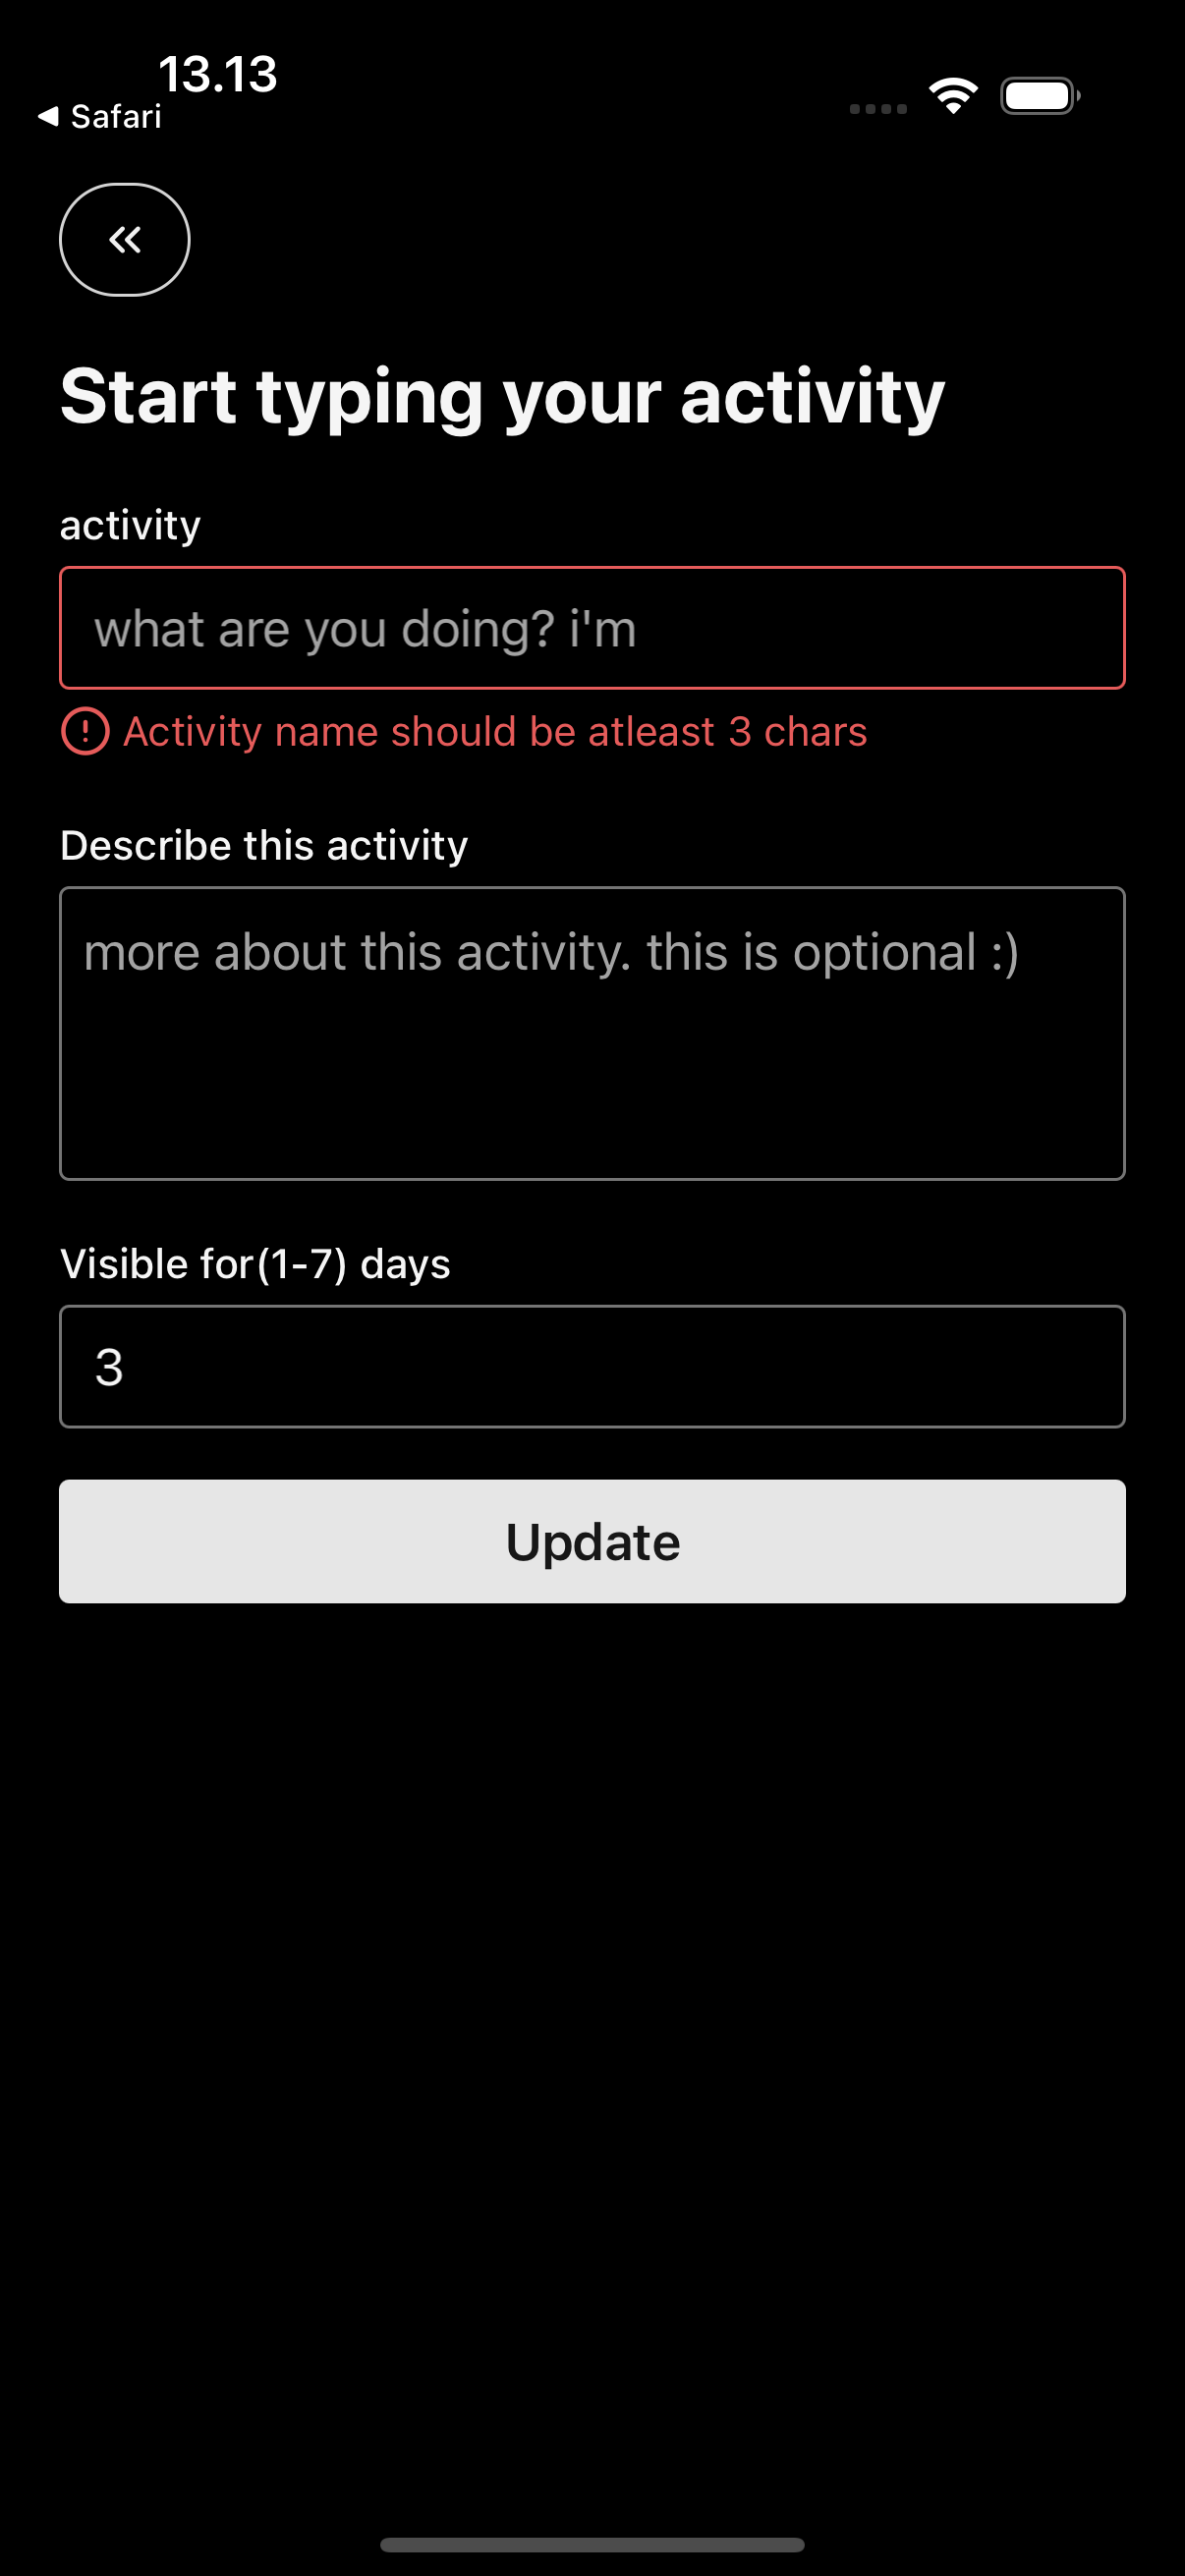 13.13
Safari
Start typing your activity
activity
what are you doing? i'm
Activity name should be atleast 3 chars
Describe this activity
more about this activity. this is optional :)
Visible for(1-7) days
3
Update